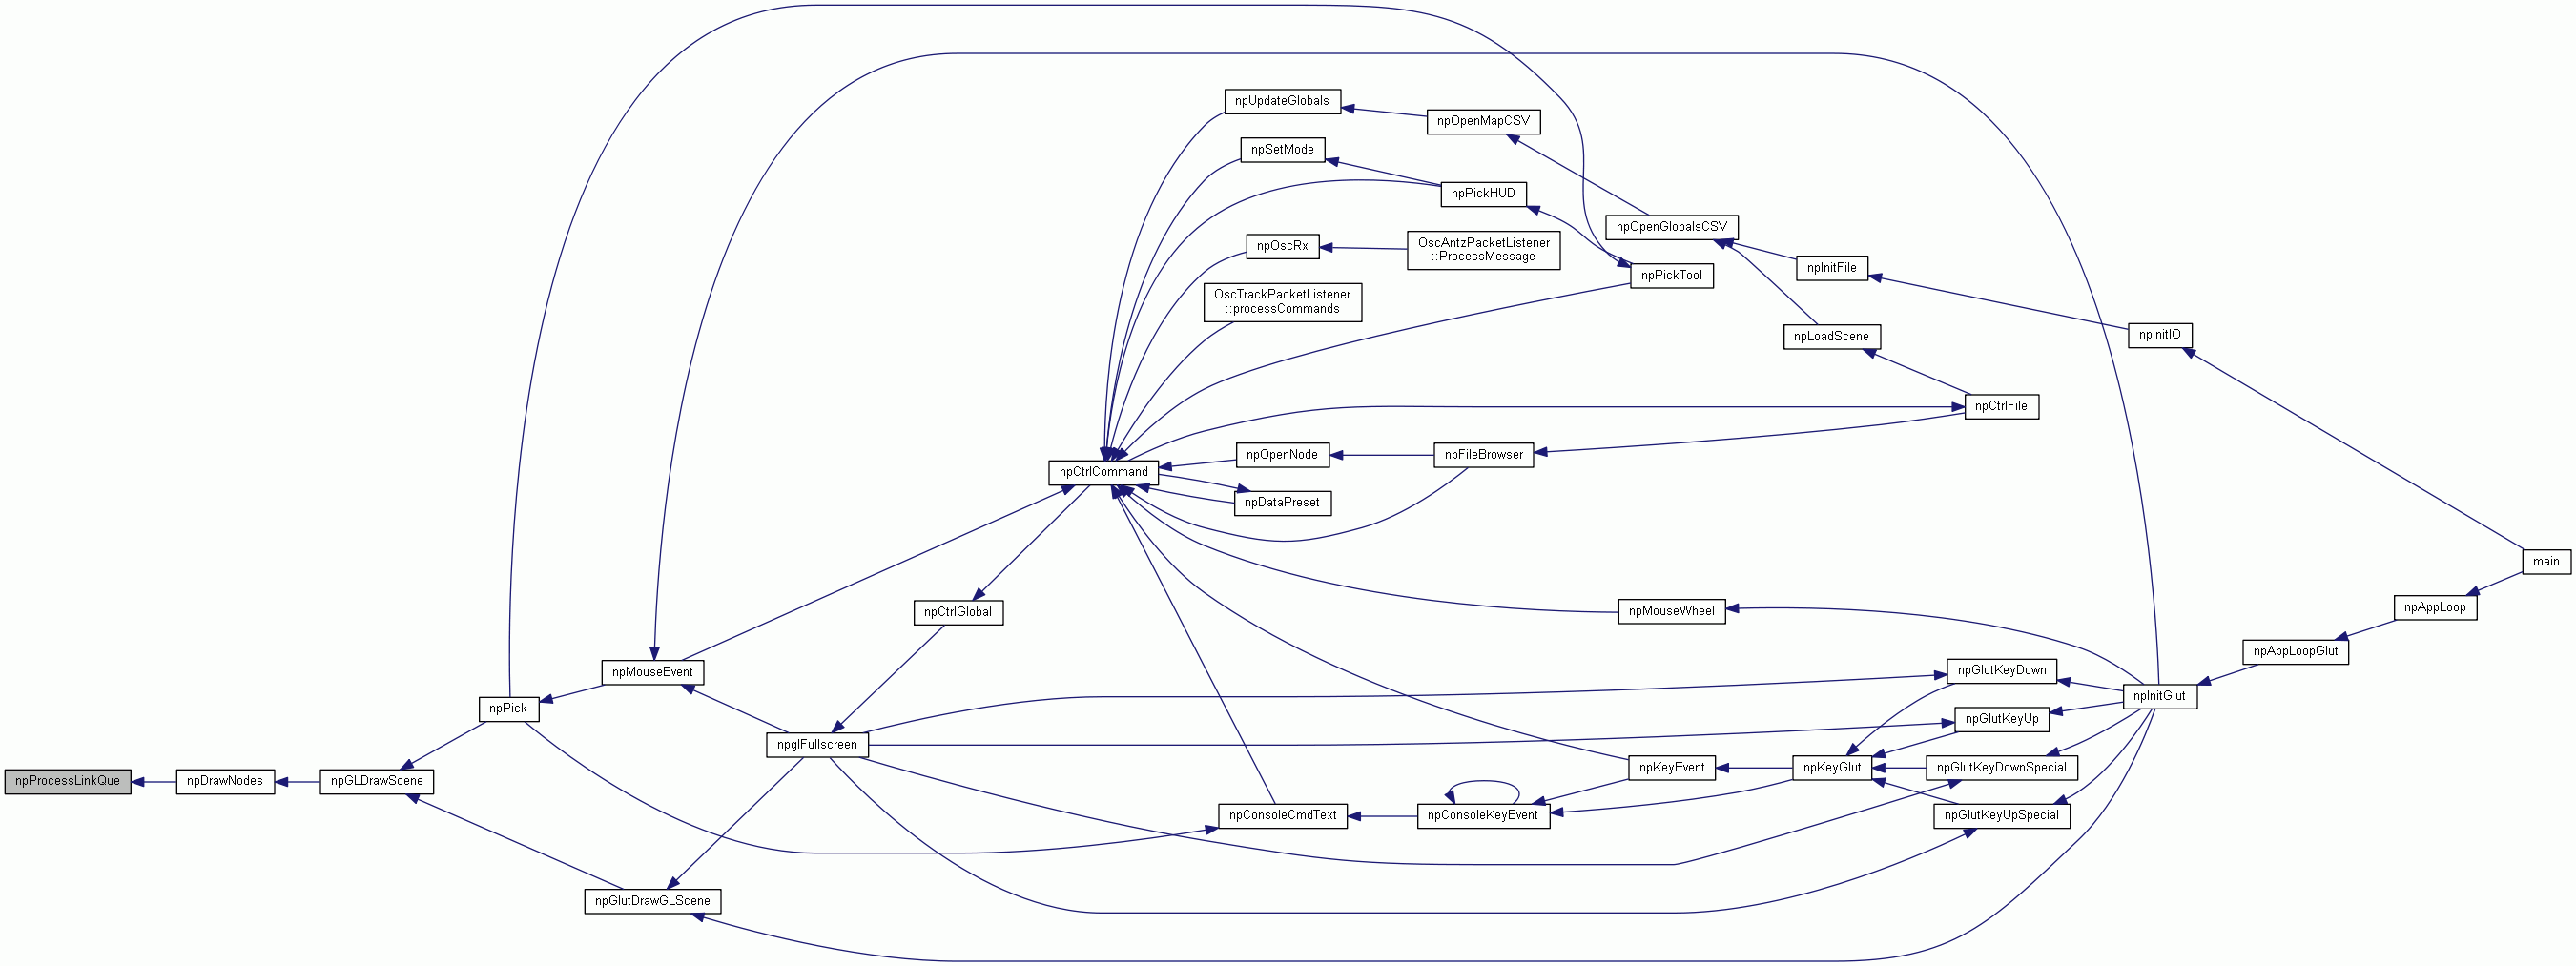 npUpdateGlobals
npOpenMapCSV
npSetMode
npPickHUD
npOpenGlobalsCSV
npOscRx
OscAntzPacketListener
::ProcessMessage
npInitFile
npPickTool
OscTrackPacketListener
::processCommands
npLoadScene
npInitIO
npCtrlFile
npOpenNode
npFileBrowser
npCtrlCommand
npDataPreset
main
npAppLoop
npCtrlGlobal
npMouseWheel
npAppLoopGlut
npMouseEvent
npGlutKeyDown
npInitGlut
npPick
npGlutKeyUp
npglFullscreen
npKeyEvent
npKeyGlut
npGlutKeyDownSpecial
npProcessLinkQue
npDrawNodes
npGLDrawScene
npConsoleCmdText
npConsoleKeyEvent
npGlutKeyUpSpecial
npGlutDrawGLScene